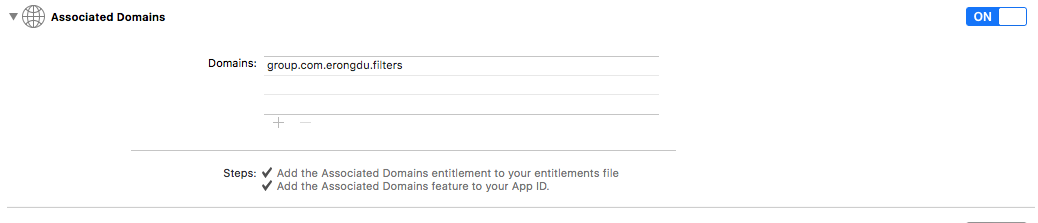 Associated Domains
ON
Domains: group.com.erongdu.filters
Steps: ✔ Add the Associated Domains entitlement to your entitlements file
✔ Add the Associated Domains feature to your App ID.